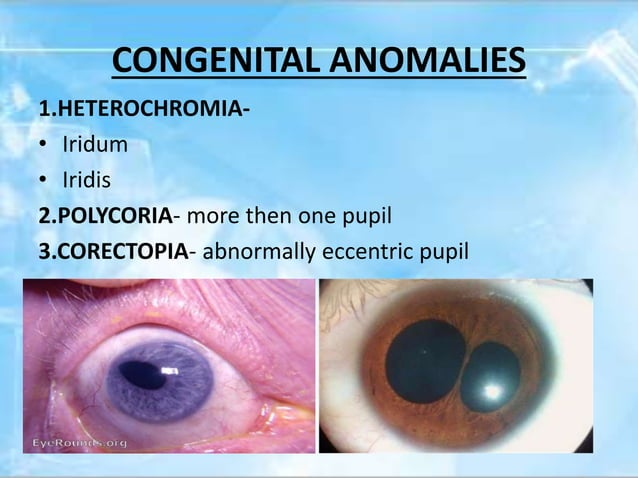 CONGENITAL ANOMALIES
1.HETEROCHROMIA-
• Iridum
• Iridis
2.POLYCORIA- more then one pupil
3.CORECTOPIA- abnormally eccentric pupil
EyeRounds.org